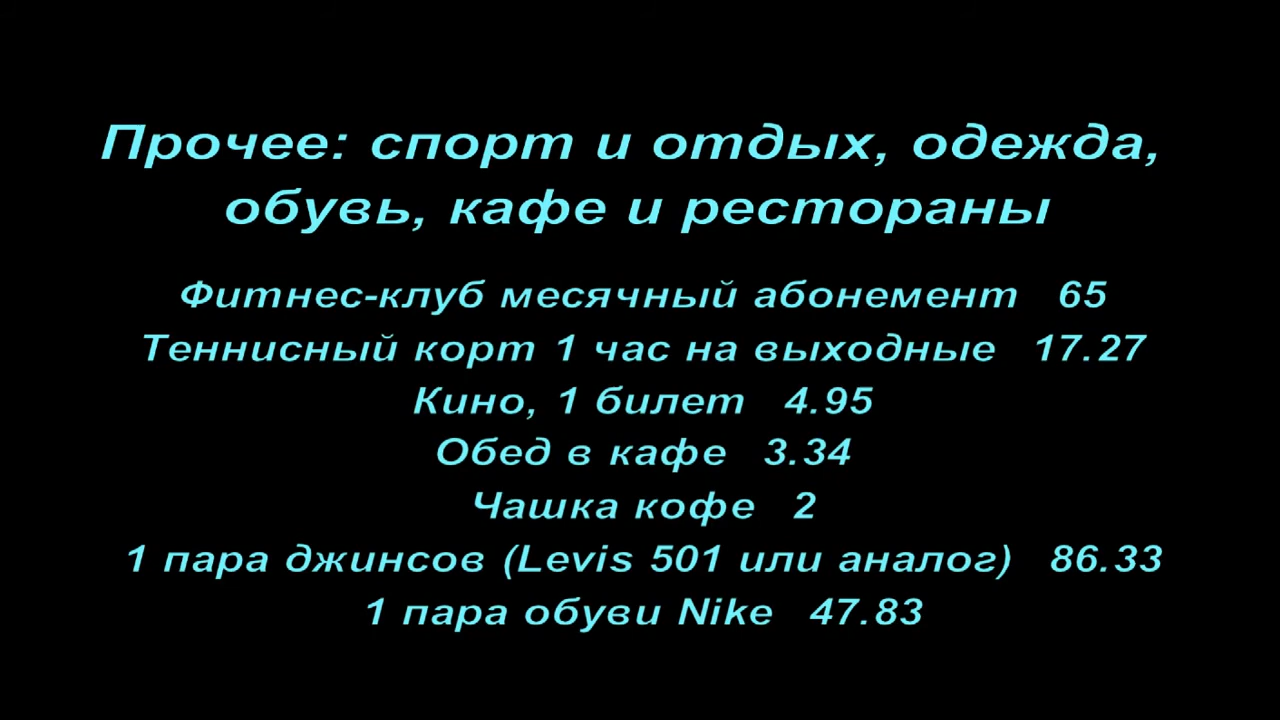 Прочее: спорт и отдых, одежда,
обувь, кафе и рестораны
Фитнес-клуб месячный абонемент 65
Теннисный корт 1 час на выходные 17.27
Кино, 1 билет 4.95
Обед в кафе 3.34
Чашка кофе 2
1 пара джинсов (Levis 501 или аналог) 86.33
1 пара обуви Nike 47.83